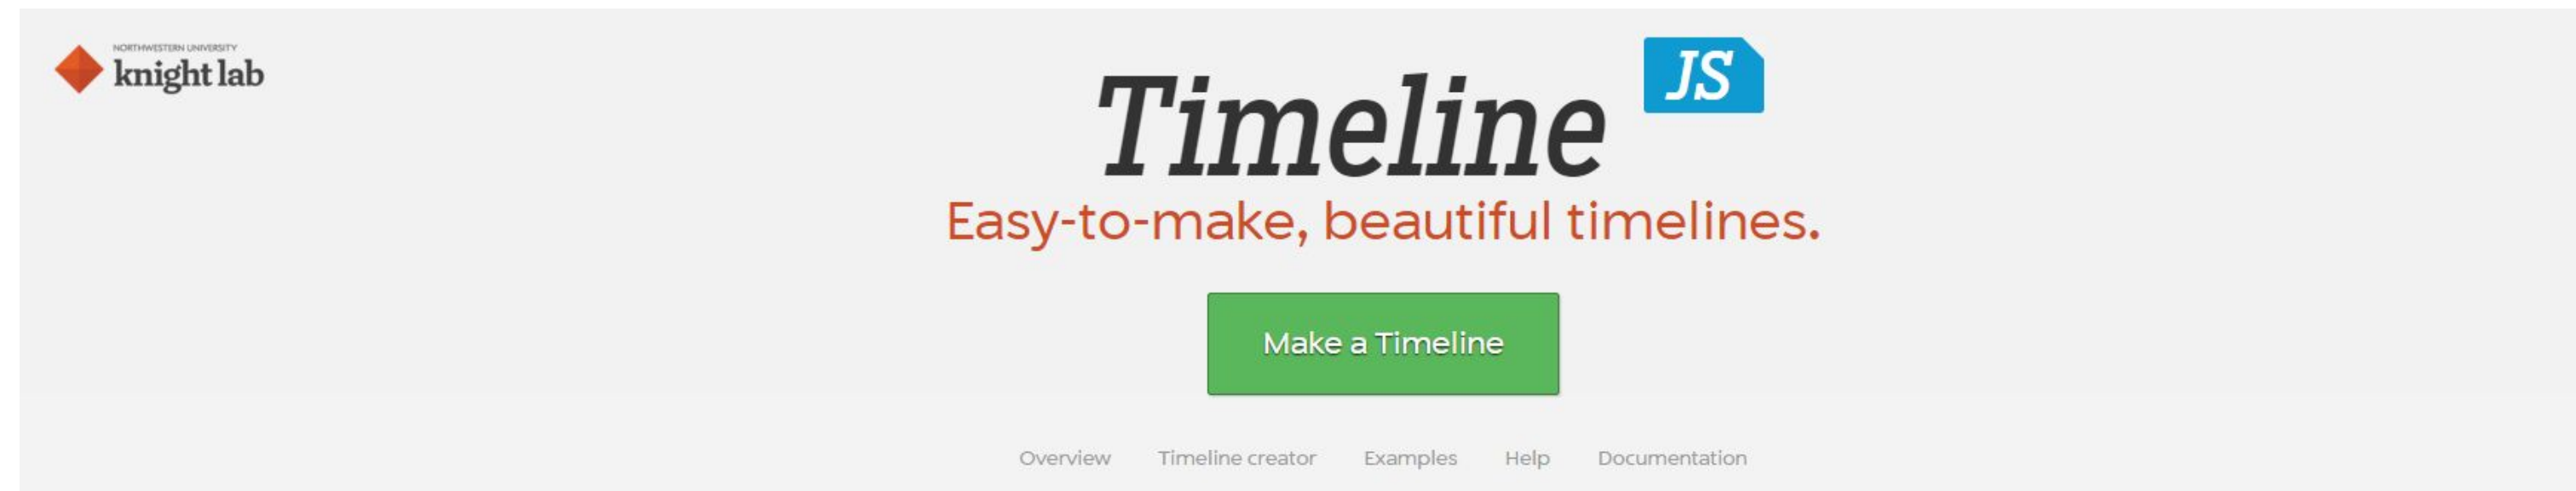 NORTHWESTERN UNIVERSITY
knight lab
Timeline JS
Easy-to-make, beautiful timelines.
Make a Timeline
Overview Timeline creator Examples Help Documentation